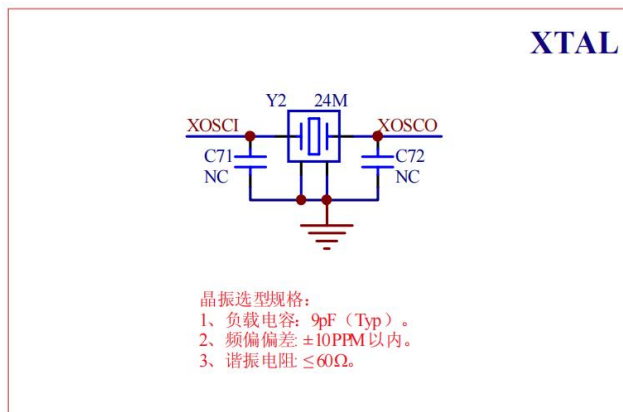 XTAL
Y2 24M
XOSCI XOSCO
C71 C72
NC NC
晶振选型规格：
1、负载电容：9pF（Typ）。
2、频偏偏差:±10PPM以内。
3、谐振电阻:≤60Ω。